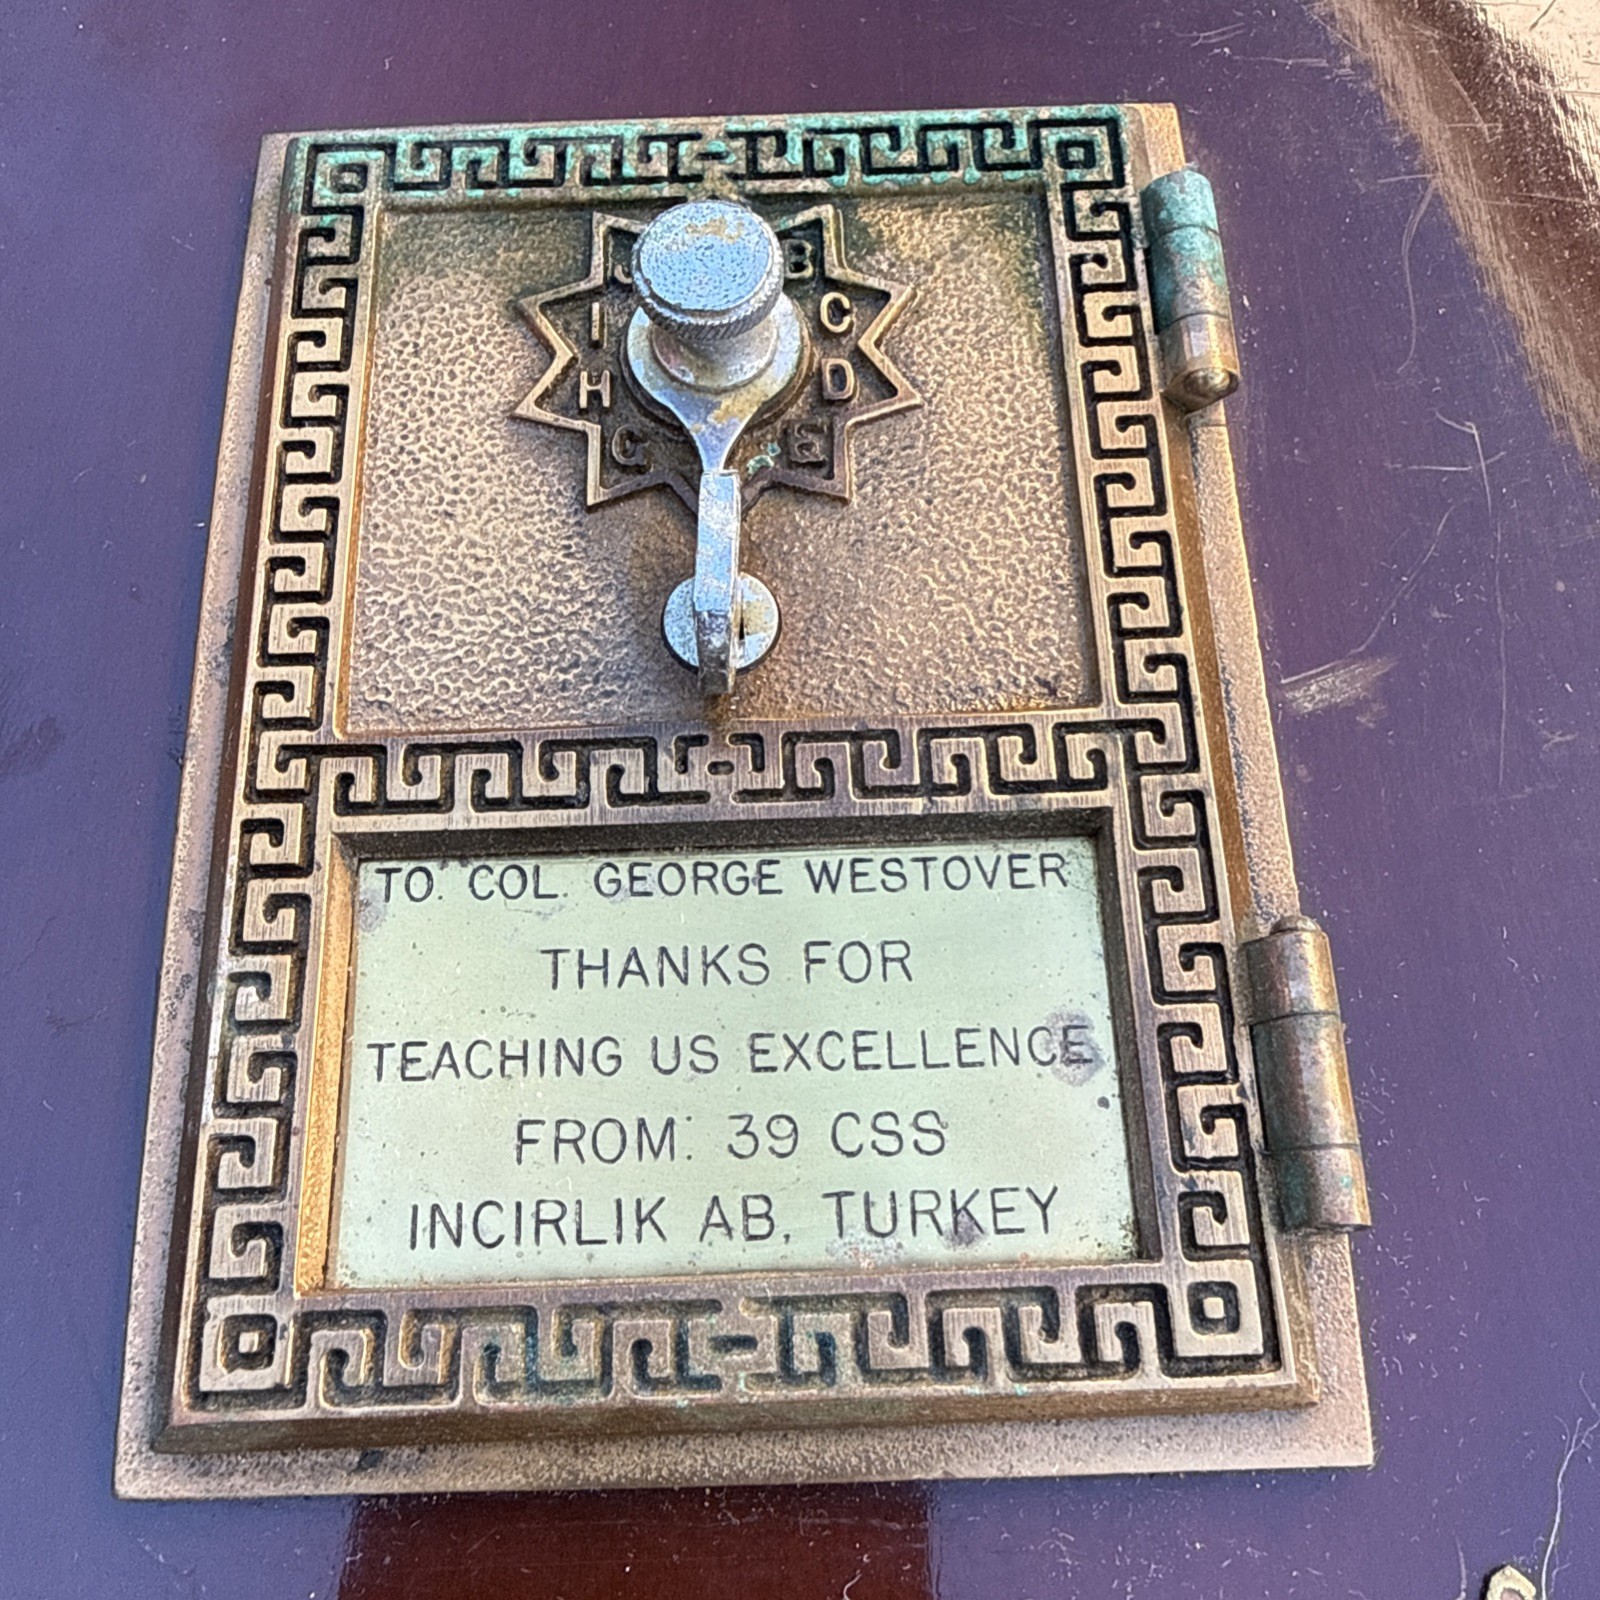 J B
I C
H D
G E
TO: COL. GEORGE WESTOVER
THANKS FOR
TEACHING US EXCELLENCE
FROM: 39 CSS
INCIRLIK AB, TURKEY